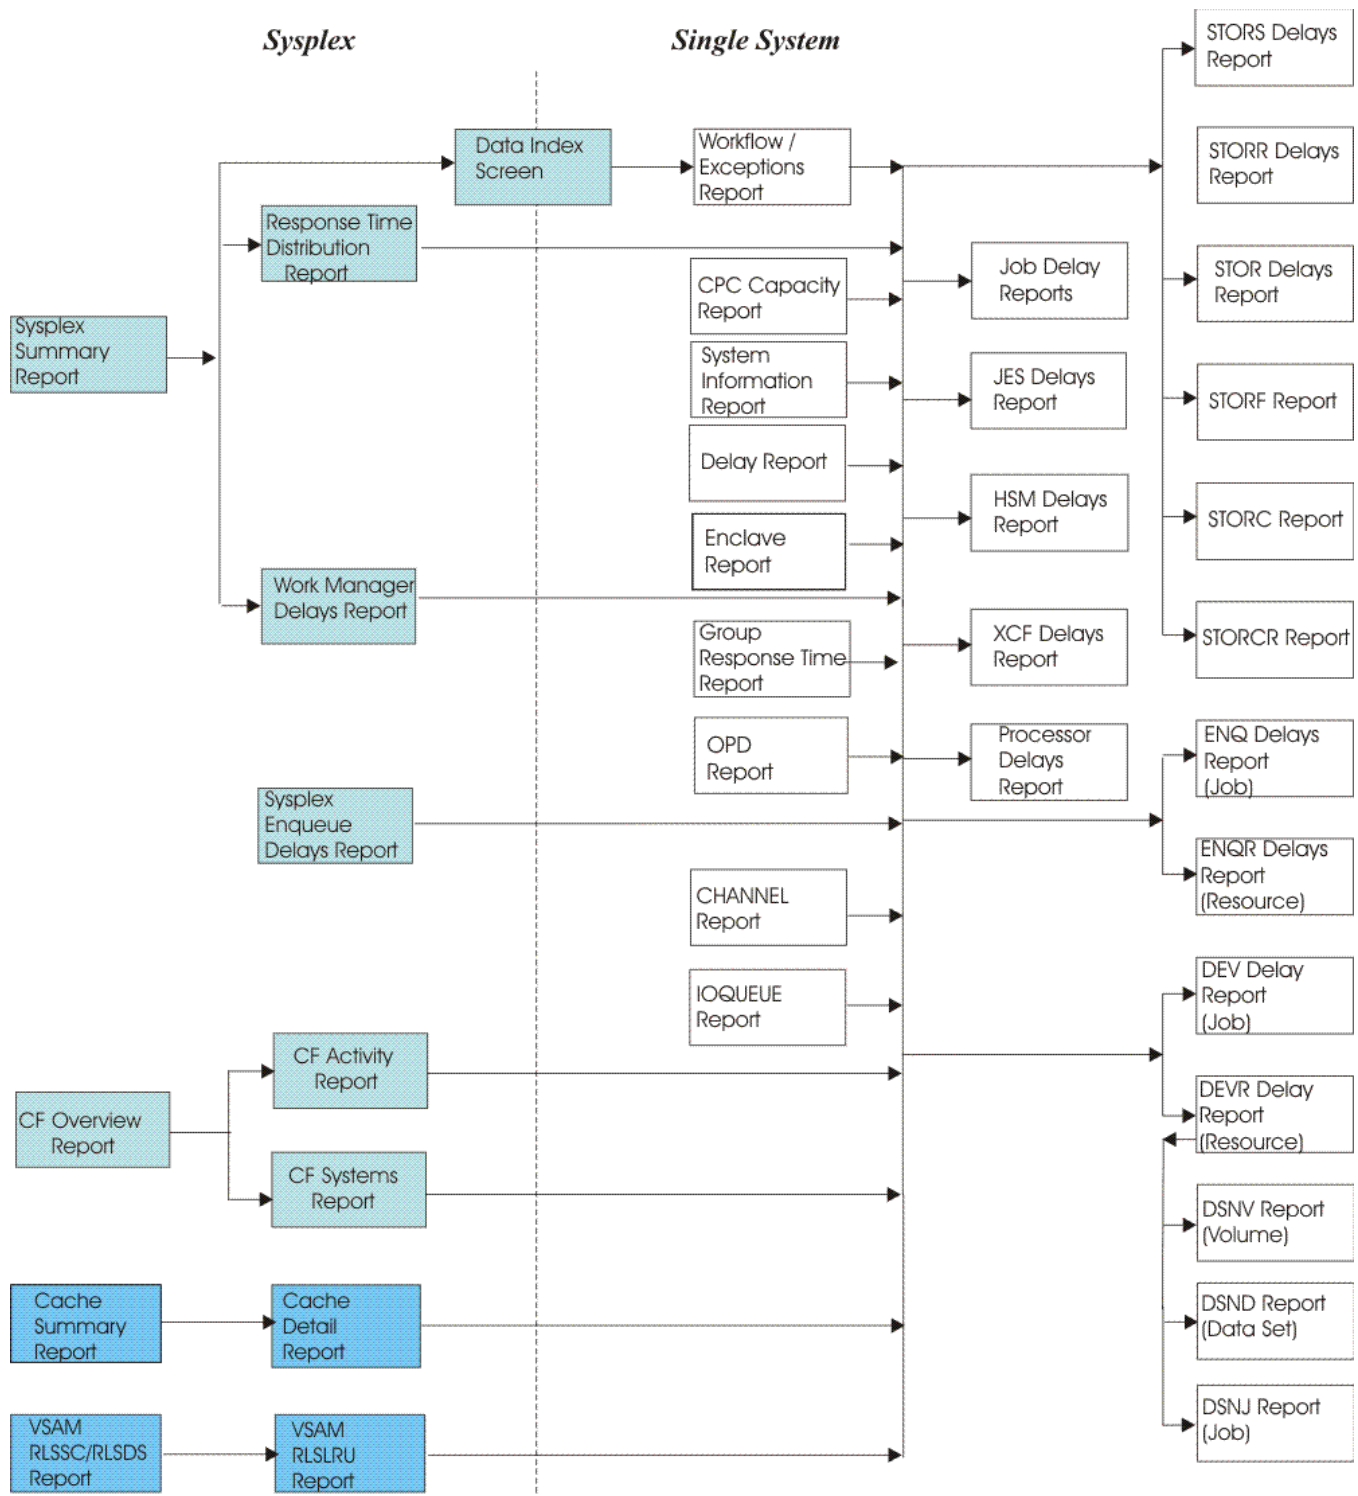 Sysplex
Single System
STORS Delays
Report
Data Index
Screen
Workflow /
Exceptions
Report
STORR Delays
Report
Response Time
Distribution
Report
CPC Capacity
Report
Job Delay
Reports
STOR Delays
Report
Sysplex
Summary
Report
System
Information
Report
JES Delays
Report
STORF Report
Delay Report
HSM Delays
Report
STORC Report
Enclave
Report
Work Manager
Delays Report
Group
Response Time
Report
XCF Delays
Report
STORCR Report
OPD
Report
Processor
Delays
Report
ENQ Delays
Report
(Job)
Sysplex
Enqueue
Delays Report
ENQR Delays
Report
(Resource)
CHANNEL
Report
IOQUEUE
Report
DEV Delay
Report
(Job)
CF Activity
Report
CF Overview
Report
DEVR Delay
Report
(Resource)
CF Systems
Report
DSNV Report
(Volume)
Cache
Summary
Report
Cache
Detail
Report
DSND Report
(Data Set)
VSAM
RLSSC/RLSDS
Report
VSAM
RLSLRU
Report
DSNJ Report
(Job)